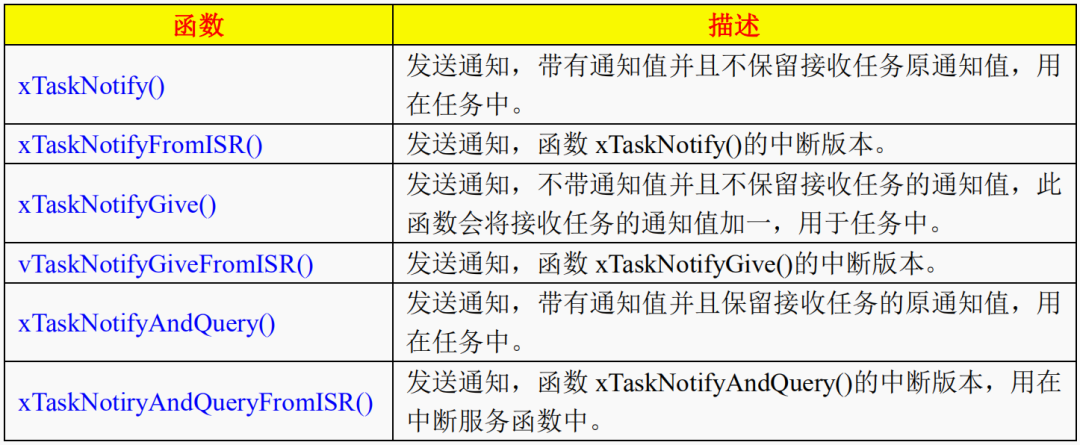 函数
描述
xTaskNotify()
发送通知，带有通知值并且不保留接收任务原通知值，用
在任务中。
xTaskNotifyFromISR()
发送通知，函数 xTaskNotify()的中断版本。
xTaskNotifyGive()
发送通知，不带通知值并且不保留接收任务的通知值，此
函数会将接收任务的通知值加一，用于任务中。
vTaskNotifyGiveFromISR()
发送通知，函数 xTaskNotifyGive()的中断版本。
xTaskNotifyAndQuery()
发送通知，带有通知值并且保留接收任务的原通知值，用
在任务中。
xTaskNotiryAndQueryFromISR()
发送通知，函数 xTaskNotifyAndQuery()的中断版本，用在
中断服务函数中。